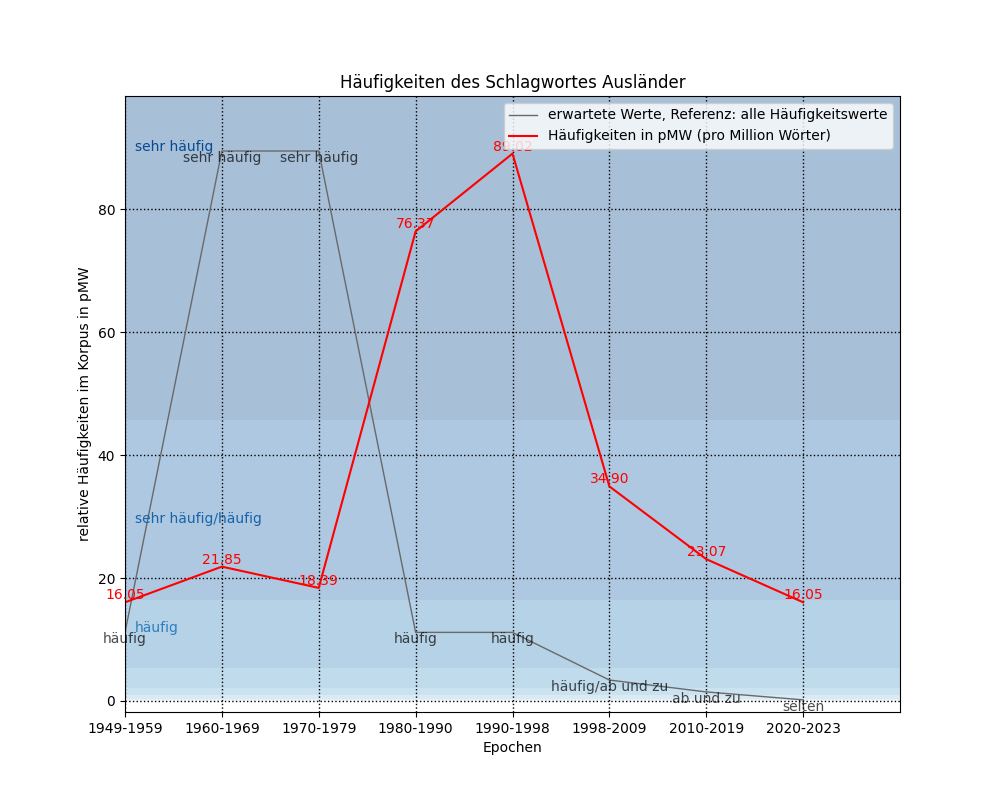 Häufigkeiten des Schlagwortes Ausländer
erwartete Werte, Referenz: alle Häufigkeitswerte
Häufigkeiten in pMW (pro Million Wörter)
sehr häufig
sehr häufig
sehr häufig
89.02
80
76.37
relative Häufigkeiten im Korpus in pMW
60
40
34.90
sehr häufig/häufig
23.07
21.85
18.39
20
16.05
16.05
häufig
häufig
häufig
häufig
häufig/ab und zu
ab und zu
selten
0
1949-1959
1960-1969
1970-1979
1980-1990
1990-1998
1998-2009
2010-2019
2020-2023
Epochen